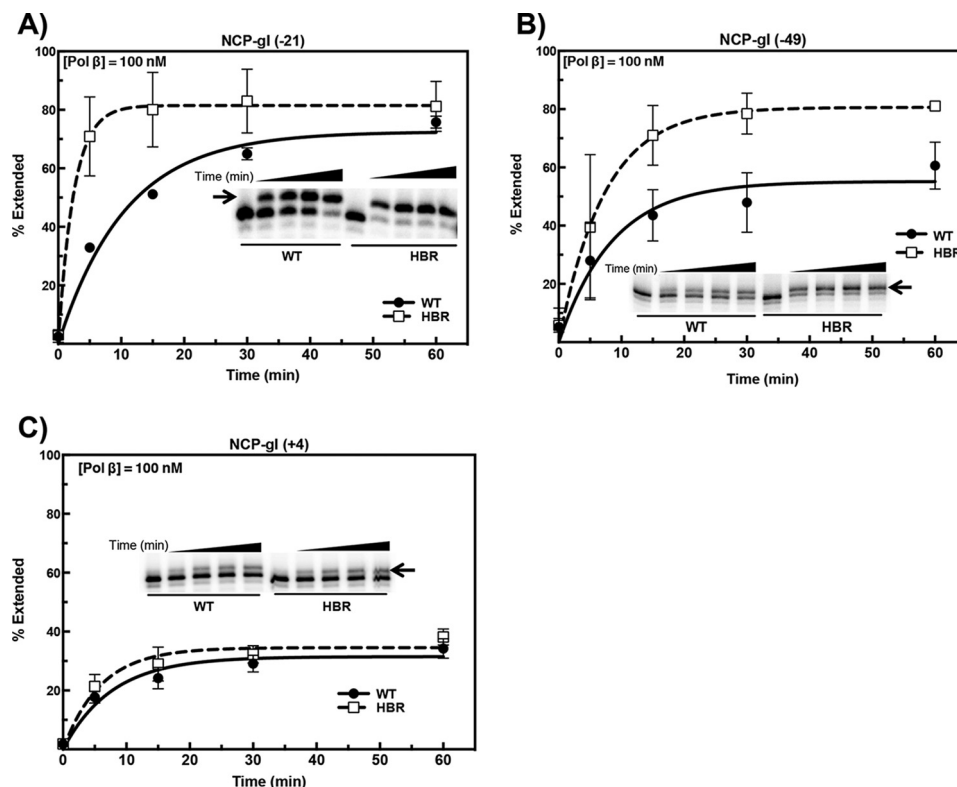 A)
NCP-gI (-21)
[Pol β] = 100 nM
% Extended
100
80
60
40
20
Time (min)
WT
HBR
WT
HBR
0
10
20
30
40
50
60
Time (min)
B)
NCP-gI (-49)
[Pol β] = 100 nM
% Extended
100
80
60
40
20
WT
HBR
Time (min)
WT
HBR
0
10
20
30
40
50
60
Time (min)
C)
NCP-gI (+4)
[Pol β] = 100 nM
% Extended
100
80
60
40
20
Time (min)
WT
HBR
WT
HBR
0
10
20
30
40
50
60
Time (min)